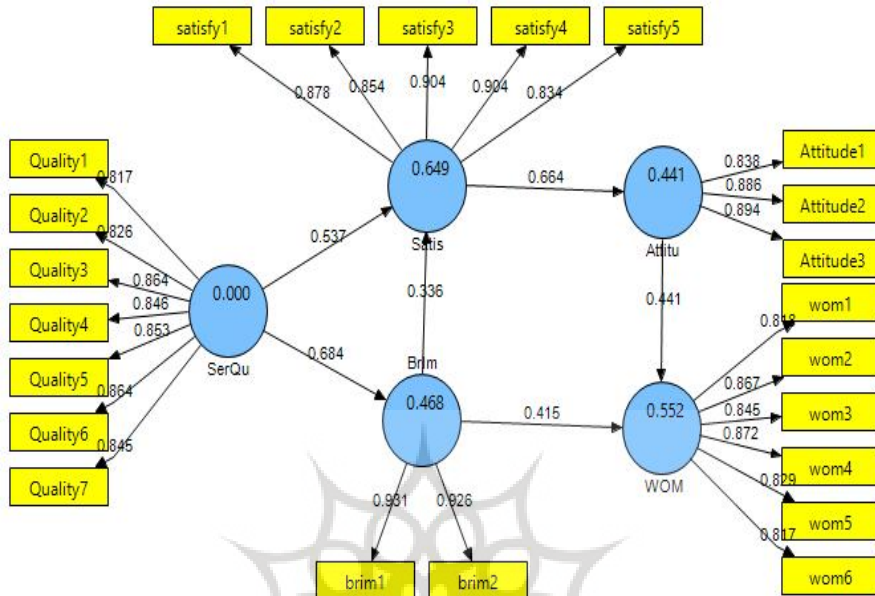 satisfy1 satisfy2 satisfy3 satisfy4 satisfy5
0.878 0.854 0.904 0.904 0.834
Quality1
Quality2
Quality3
Quality4
Quality5
Quality6
Quality7
0.817
0.826
0.864
0.846
0.853
0.864
0.845
0.000
SerQu
0.537
0.684
0.649
Satis
0.336
0.664
Brim
0.468
0.931 0.926
brim1 brim2
0.415
0.441
Attitu
0.838
0.886
0.894
Attitude1
Attitude2
Attitude3
0.441
0.552
WOM
0.818
0.867
0.845
0.872
0.829
0.817
wom1
wom2
wom3
wom4
wom5
wom6